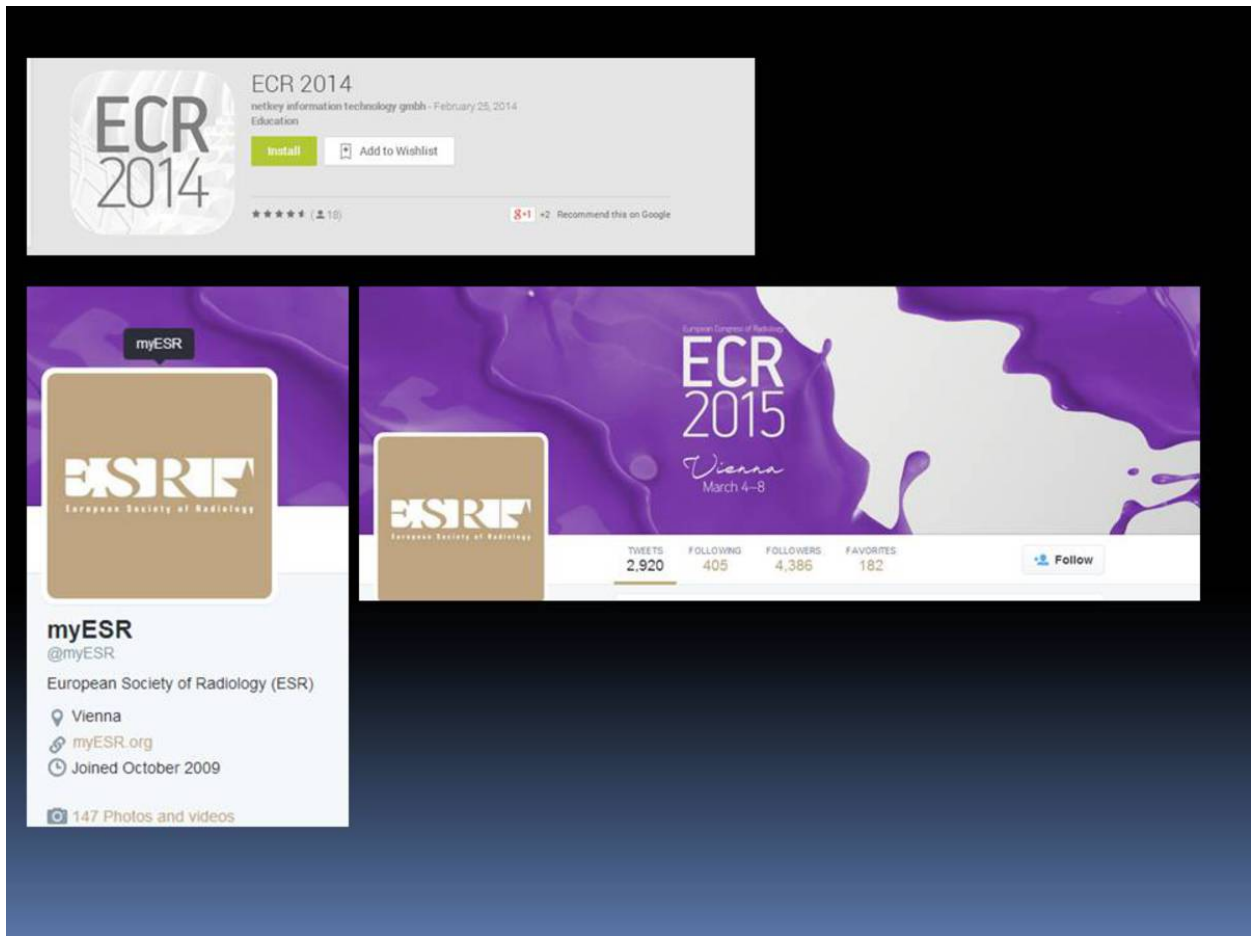 ECR
2014
ECR 2014
netkey information technology gmbh - February 25, 2014
Education
Install
Add to Wishlist
(18)
g+1 +2 Recommend this on Google
myESR
ESR
European Society of Radiology
myESR
@myESR
European Society of Radiology (ESR)
Vienna
myESR.org
Joined October 2009
147 Photos and videos
European Congress of Radiology
ECR
2015
Vienna
March 4–8
ESR
European Society of Radiology
TWEETS FOLLOWING FOLLOWERS FAVORITES
2,920 405 4,386 182
Follow